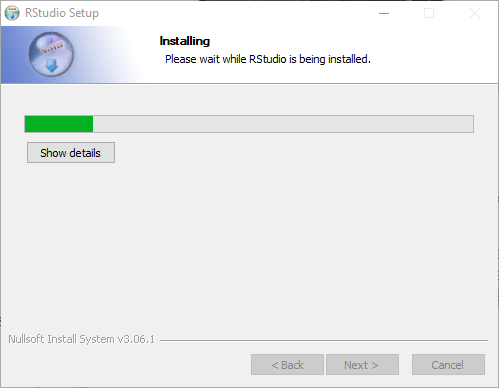 RStudio Setup
Installing
Please wait while RStudio is being installed.
Show details
Nullsoft Install System v3.06.1
< Back
Next >
Cancel